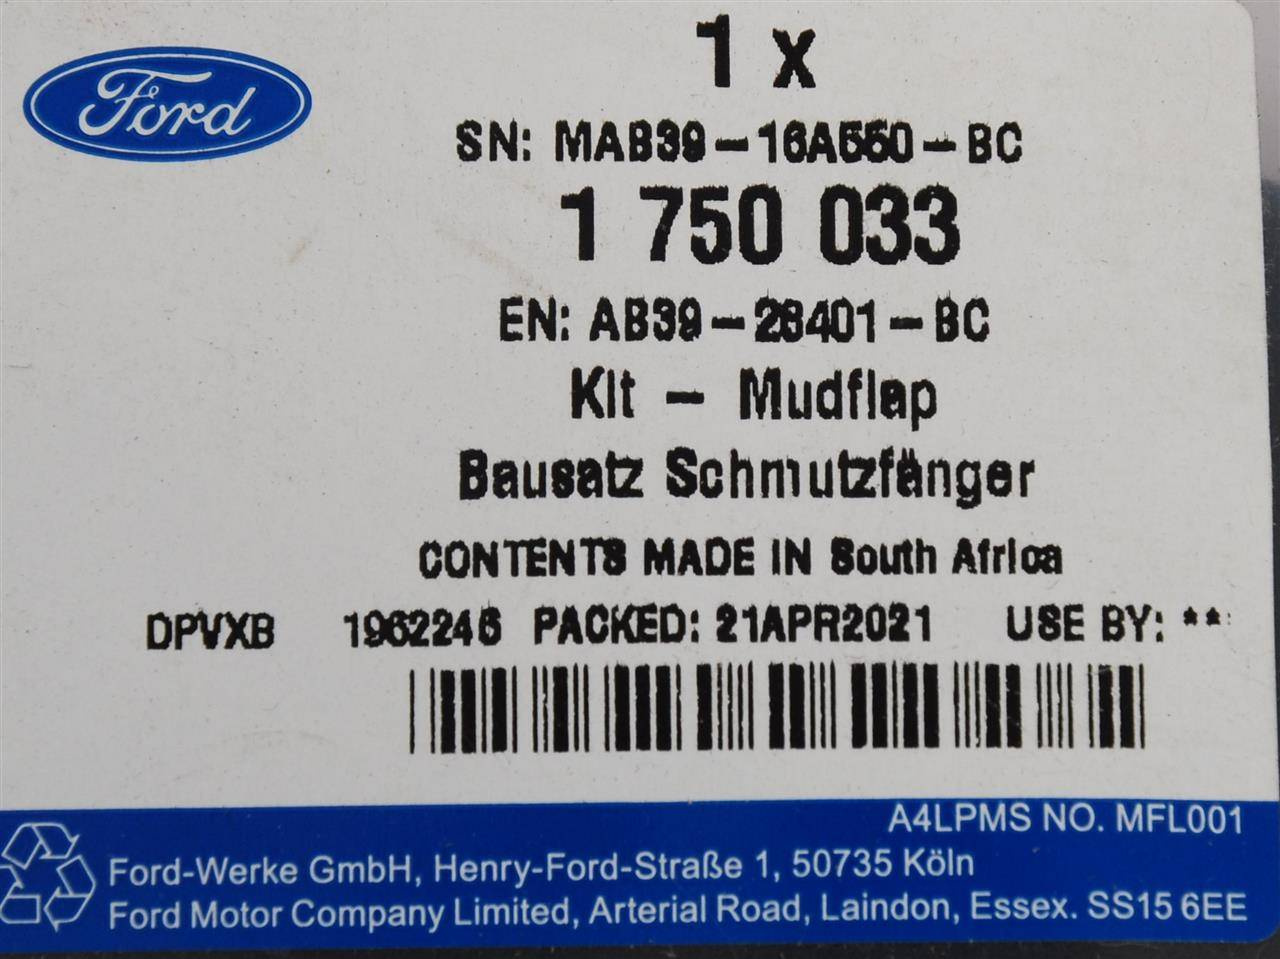 Ford
1 x
SN: MAB39-16A550-BC
1 750 033
EN: AB39-28401-BC
Kit - Mudflap
Bausatz Schmutzfänger
CONTENTS MADE IN South Africa
DPVXB 1962246 PACKED: 21APR2021 USE BY: **
A4LPMS NO. MFL001
Ford-Werke GmbH, Henry-Ford-Straße 1, 50735 Köln
Ford Motor Company Limited, Arterial Road, Laindon, Essex. SS15 6EE